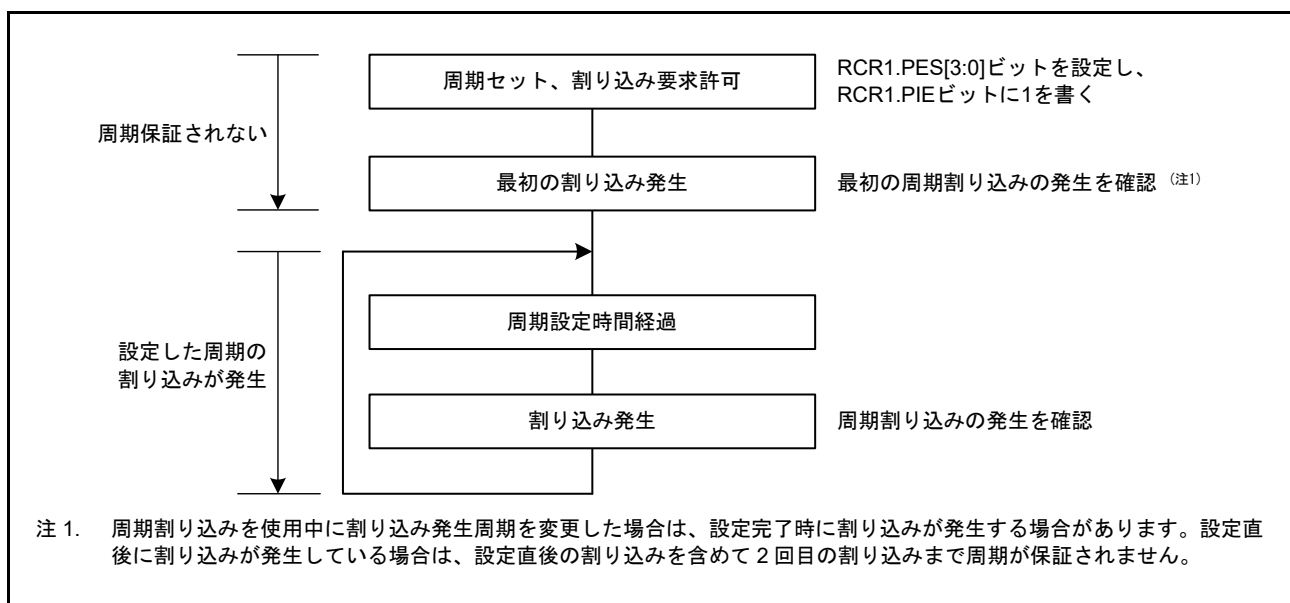 周期セット、割り込み要求許可
RCR1.PES[3:0]ビットを設定し、
RCR1.PIEビットに1を書く
周期保証されない
最初の割り込み発生
最初の周期割り込みの発生を確認 (注1)
周期設定時間経過
設定した周期の
割り込みが発生
割り込み発生
周期割り込みの発生を確認
注 1. 周期割り込みを使用中に割り込み発生周期を変更した場合は、設定完了時に割り込みが発生する場合があります。設定直
後に割り込みが発生している場合は、設定直後の割り込みを含めて 2 回目の割り込みまで周期が保証されません。